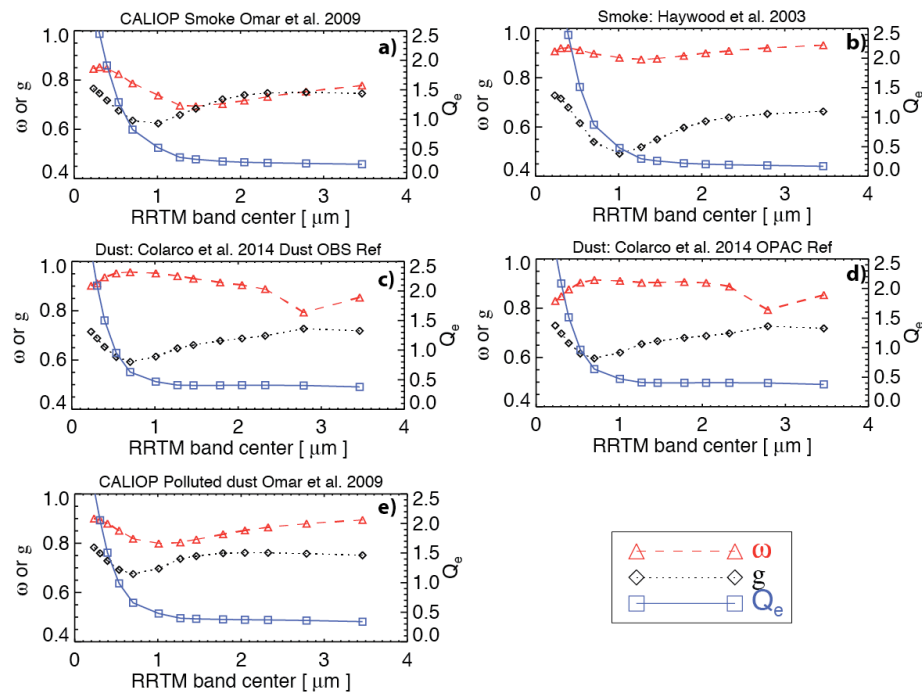 CALIOP Smoke Omar et al. 2009
a)
1.0
0.8
0.6
0.4
ω or g
2.5
2.0
1.5
1.0
0.5
0.0
Q_e
0 1 2 3 4
RRTM band center [ μm ]
Smoke: Haywood et al. 2003
b)
1.0
0.8
0.6
0.4
ω or g
2.5
2.0
1.5
1.0
0.5
0.0
Q_e
0 1 2 3 4
RRTM band center [ μm ]
Dust: Colarco et al. 2014 Dust OBS Ref
c)
1.0
0.8
0.6
0.4
ω or g
2.5
2.0
1.5
1.0
0.5
0.0
Q_e
0 1 2 3 4
RRTM band center [ μm ]
Dust: Colarco et al. 2014 OPAC Ref
d)
1.0
0.8
0.6
0.4
ω or g
2.5
2.0
1.5
1.0
0.5
0.0
Q_e
0 1 2 3 4
RRTM band center [ μm ]
CALIOP Polluted dust Omar et al. 2009
e)
1.0
0.8
0.6
0.4
ω or g
2.5
2.0
1.5
1.0
0.5
0.0
Q_e
0 1 2 3 4
RRTM band center [ μm ]
ω
g
Q_e